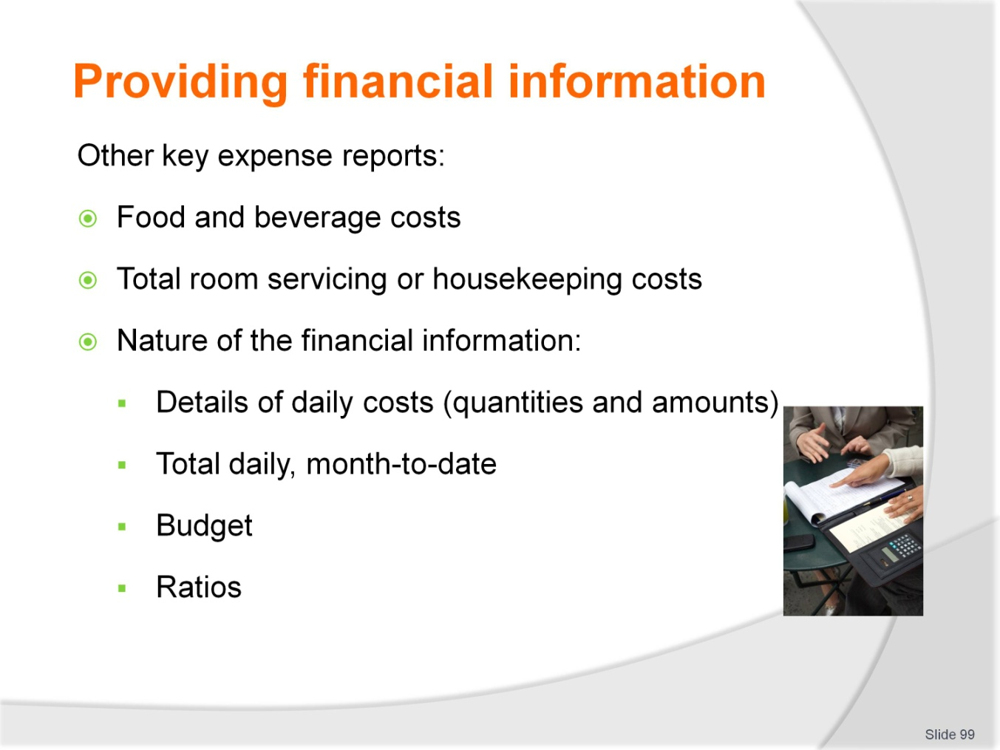 Providing financial information
Other key expense reports:
Food and beverage costs
Total room servicing or housekeeping costs
Nature of the financial information:
Details of daily costs (quantities and amounts)
Total daily, month-to-date
Budget
Ratios
Slide 99